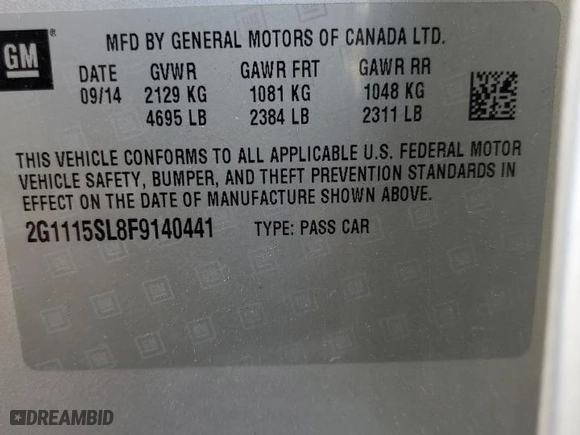 GM ®
MFD BY GENERAL MOTORS OF CANADA LTD.
DATE GVWR GAWR FRT GAWR RR
09/14 2129 KG 1081 KG 1048 KG
4695 LB 2384 LB 2311 LB
THIS VEHICLE CONFORMS TO ALL APPLICABLE U.S. FEDERAL MOTOR
VEHICLE SAFETY, BUMPER, AND THEFT PREVENTION STANDARDS IN
EFFECT ON THE DATE OF MANUFACTURE SHOWN ABOVE.
2G1115SL8F9140441 TYPE: PASS CAR
DREAMBID